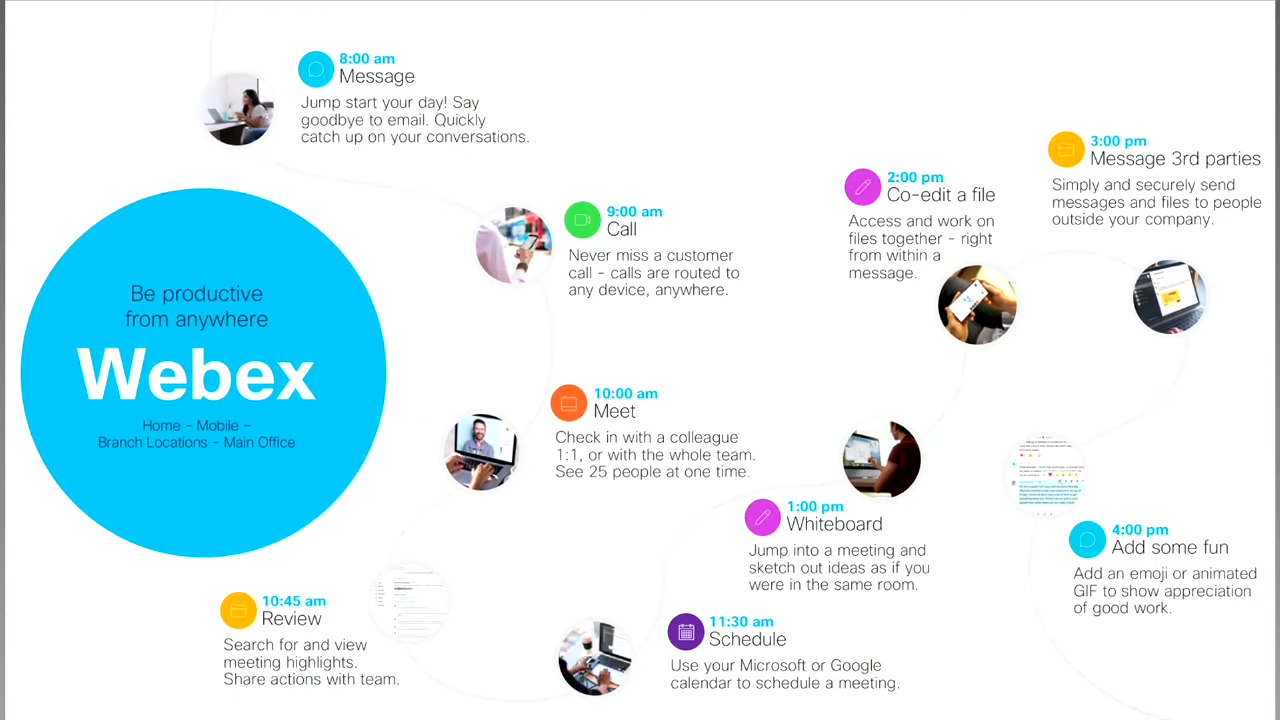 8:00 am
Message
Jump start your day! Say
goodbye to email. Quickly
catch up on your conversations.
Be productive
from anywhere
Webex
Home - Mobile -
Branch Locations - Main Office
9:00 am
Call
Never miss a customer
call - calls are routed to
any device, anywhere.
10:00 am
Meet
Check in with a colleague
1:1, or with the whole team.
See 25 people at one time.
10:45 am
Review
Search for and view
meeting highlights.
Share actions with team.
11:30 am
Schedule
Use your Microsoft or Google
calendar to schedule a meeting.
1:00 pm
Whiteboard
Jump into a meeting and
sketch out ideas as if you
were in the same room.
2:00 pm
Co-edit a file
Access and work on
files together - right
from within a
message.
3:00 pm
Message 3rd parties
Simply and securely send
messages and files to people
outside your company.
4:00 pm
Add some fun
Add an emoji or animated
GIF to show appreciation
of good work.